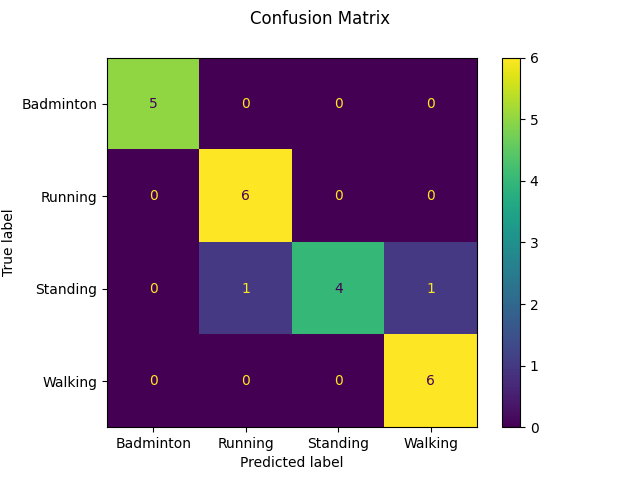 Confusion Matrix
Badminton 5 0 0 0
Running 0 6 0 0
Standing 0 1 4 1
Walking 0 0 0 6
Badminton Running Standing Walking
Predicted label
True label
6
5
4
3
2
1
0